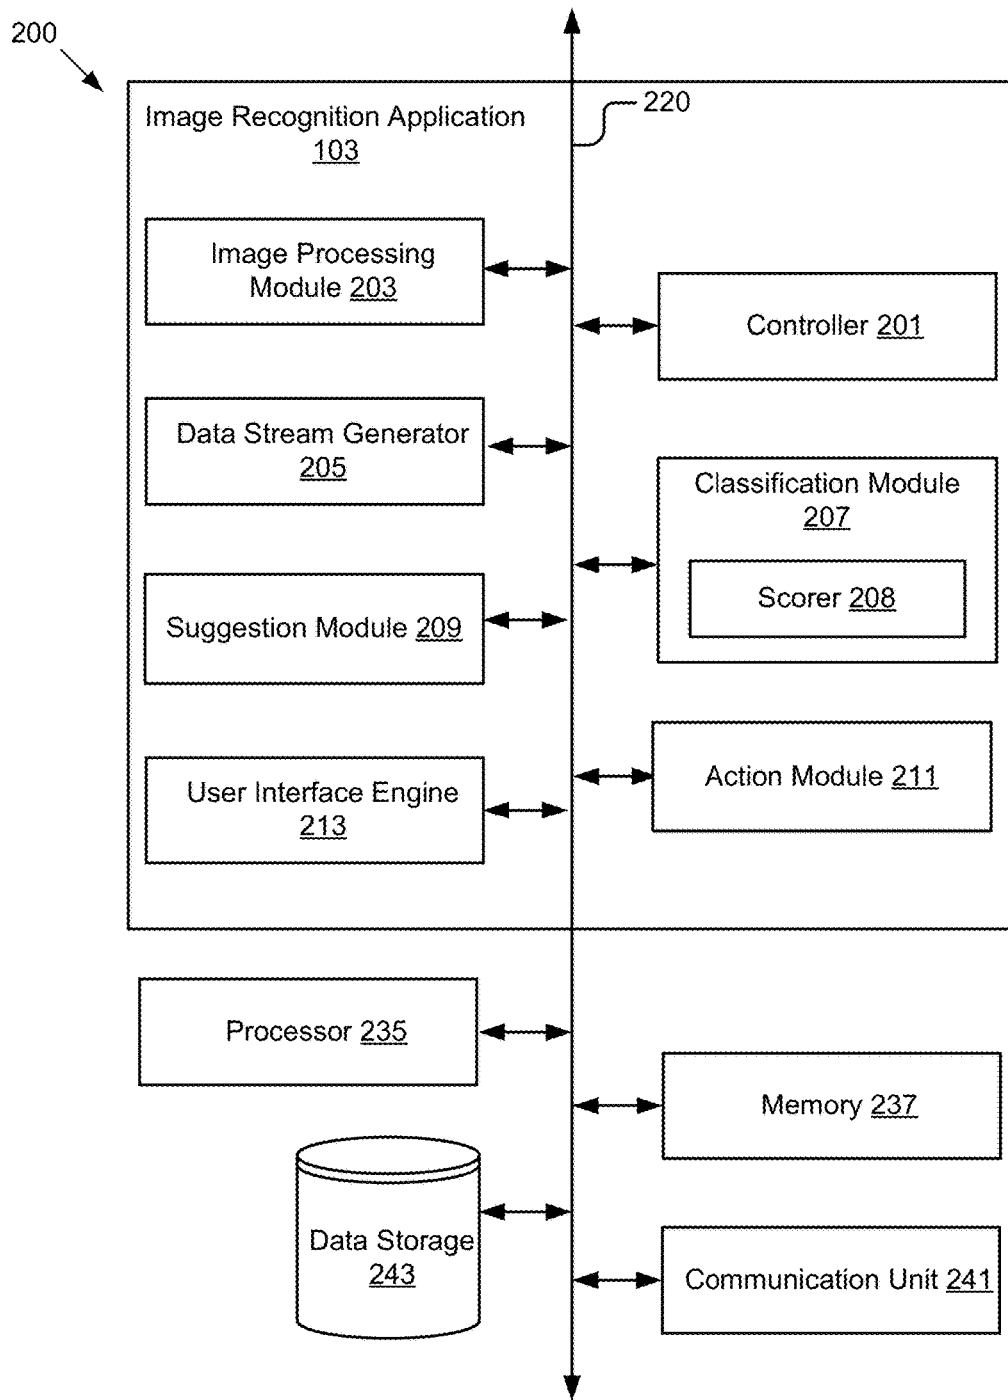 200
220
Image Recognition Application
103
Image Processing
Module 203
Controller 201
Data Stream Generator
205
Classification Module
207
Scorer 208
Suggestion Module 209
Action Module 211
User Interface Engine
213
Processor 235
Memory 237
Data Storage
243
Communication Unit 241